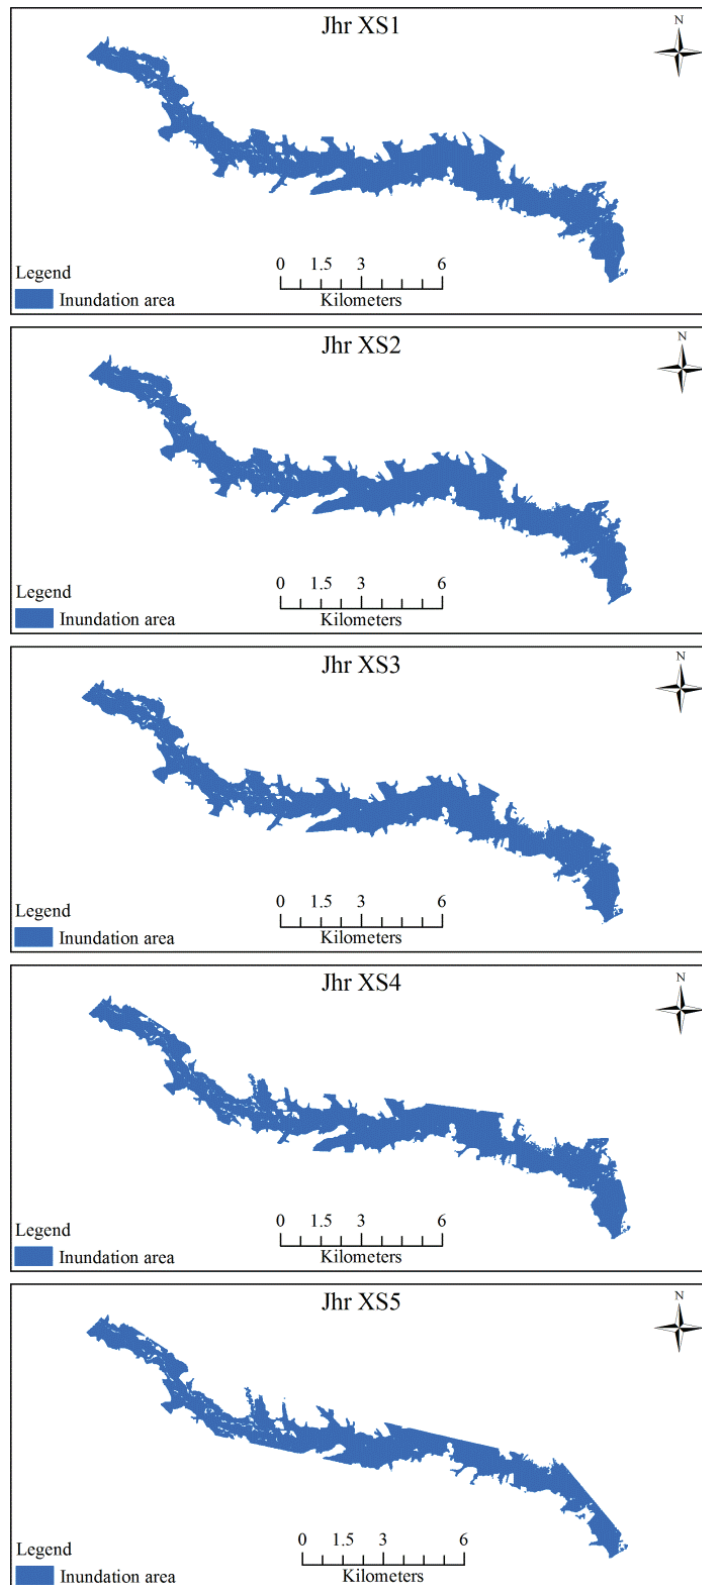 Jhr XS1
N
0 1.5 3 6
Kilometers
Legend
Inundation area
Jhr XS2
N
0 1.5 3 6
Kilometers
Legend
Inundation area
Jhr XS3
N
0 1.5 3 6
Kilometers
Legend
Inundation area
Jhr XS4
N
0 1.5 3 6
Kilometers
Legend
Inundation area
Jhr XS5
N
0 1.5 3 6
Kilometers
Legend
Inundation area